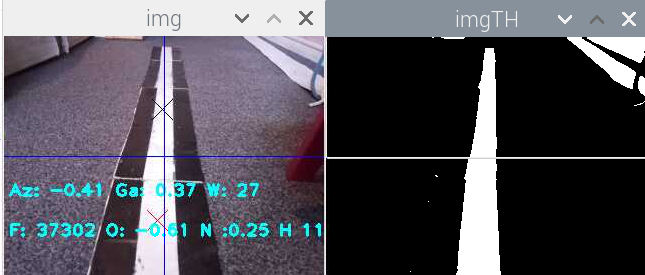 img
imgTH
Az: -0.41 Ga: 0.37 W: 27
F: 37302 O: -0.61 N :0.25 H 11